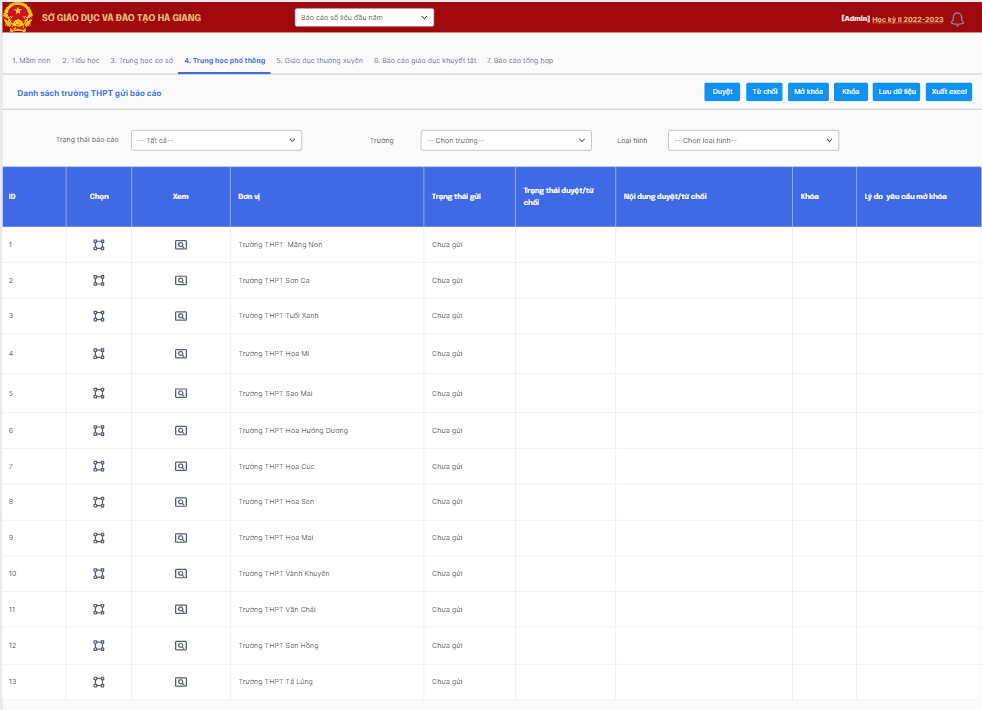 SỞ GIÁO DỤC VÀ ĐÀO TẠO HÀ GIANG
Báo cáo số liệu đầu năm
[Admin] Học kỳ II 2022-2023
1. Mầm non 2. Tiểu học 3. Trung học cơ sở 4. Trung học phổ thông 5. Giáo dục thường xuyên 6. Báo cáo giáo dục khuyết tật 7. Báo cáo tổng hợp
Danh sách trường THPT gửi báo cáo
Duyệt Từ chối Mở khóa Khóa Lưu dữ liệu Xuất excel
Trạng thái báo cáo -- Tất cả-- Trường -- Chọn trường-- Loại hình -- Chọn loại hình--
ID Chọn Xem Đơn vị Trạng thái gửi Trạng thái duyệt/từ chối Nội dung duyệt/từ chối Khóa Lý do yêu cầu mở khóa
1 Trường THPT Măng Non Chưa gửi
2 Trường THPT Sơn Ca Chưa gửi
3 Trường THPT Tuổi Xanh Chưa gửi
4 Trường THPT Họa Mi Chưa gửi
5 Trường THPT Sao Mai Chưa gửi
6 Trường THPT Hoa Hướng Dương Chưa gửi
7 Trường THPT Hoa Cúc Chưa gửi
8 Trường THPT Hoa Sen Chưa gửi
9 Trường THPT Hoa Mai Chưa gửi
10 Trường THPT Vành Khuyên Chưa gửi
11 Trường THPT Vần Chải Chưa gửi
12 Trường THPT Sen Hồng Chưa gửi
13 Trường THPT Tả Lủng Chưa gửi